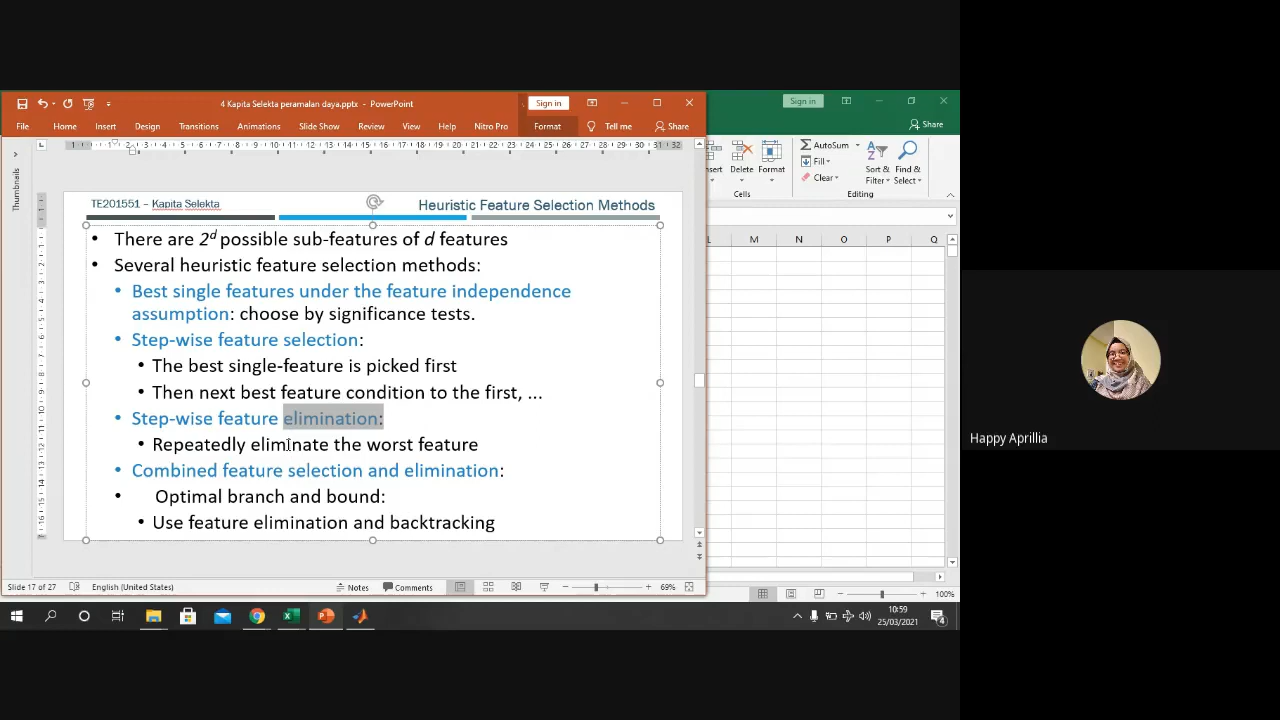 4 Kapita Selekta peramalan daya.pptx - PowerPoint
Sign in
File Home Insert Design Transitions Animations Slide Show Review View Help Nitro Pro Format Tell me Share
Thumbnails
TE201551 – Kapita Selekta
Heuristic Feature Selection Methods
• There are 2d possible sub-features of d features
• Several heuristic feature selection methods:
• Best single features under the feature independence
assumption: choose by significance tests.
• Step-wise feature selection:
• The best single-feature is picked first
• Then next best feature condition to the first, ...
• Step-wise feature elimination:
• Repeatedly eliminate the worst feature
• Combined feature selection and elimination:
• Optimal branch and bound:
• Use feature elimination and backtracking
Slide 17 of 27 English (United States) Notes Comments 69%
Sign in
Share
Delete Format
Cells
AutoSum
Fill
Clear
Sort & Filter
Find & Select
Editing
M N O P Q
100%
10:59
25/03/2021
4
Happy Aprillia